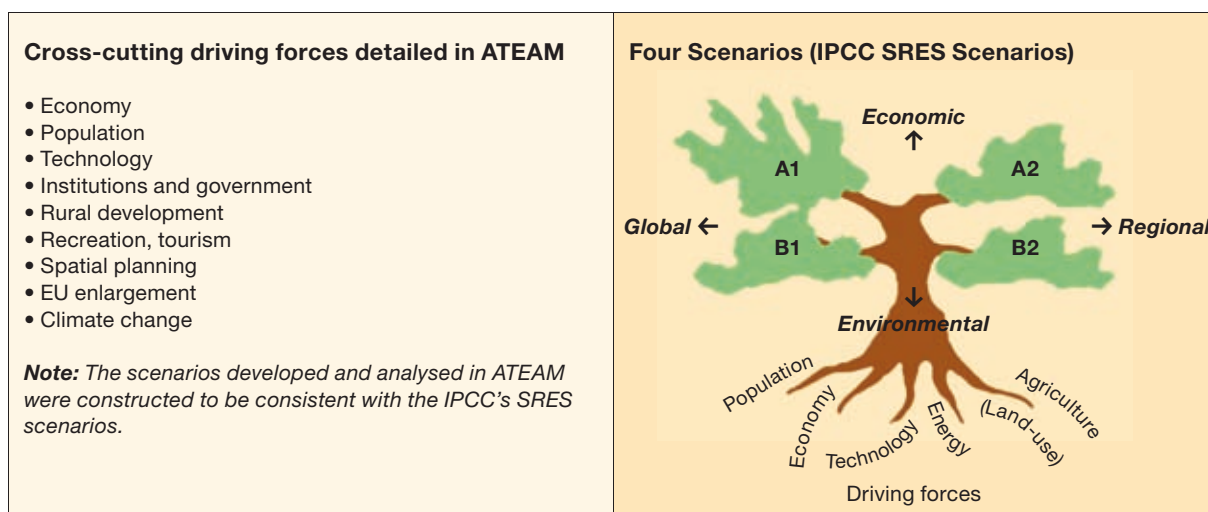 Cross-cutting driving forces detailed in ATEAM
• Economy
• Population
• Technology
• Institutions and government
• Rural development
• Recreation, tourism
• Spatial planning
• EU enlargement
• Climate change
Note: The scenarios developed and analysed in ATEAM
were constructed to be consistent with the IPCC’s SRES
scenarios.
Four Scenarios (IPCC SRES Scenarios)
Economic
↑
A1
A2
Global ←
→ Regional
B1
B2
↓
Environmental
Population
Economy
Technology
Energy
(Land-use)
Agriculture
Driving forces